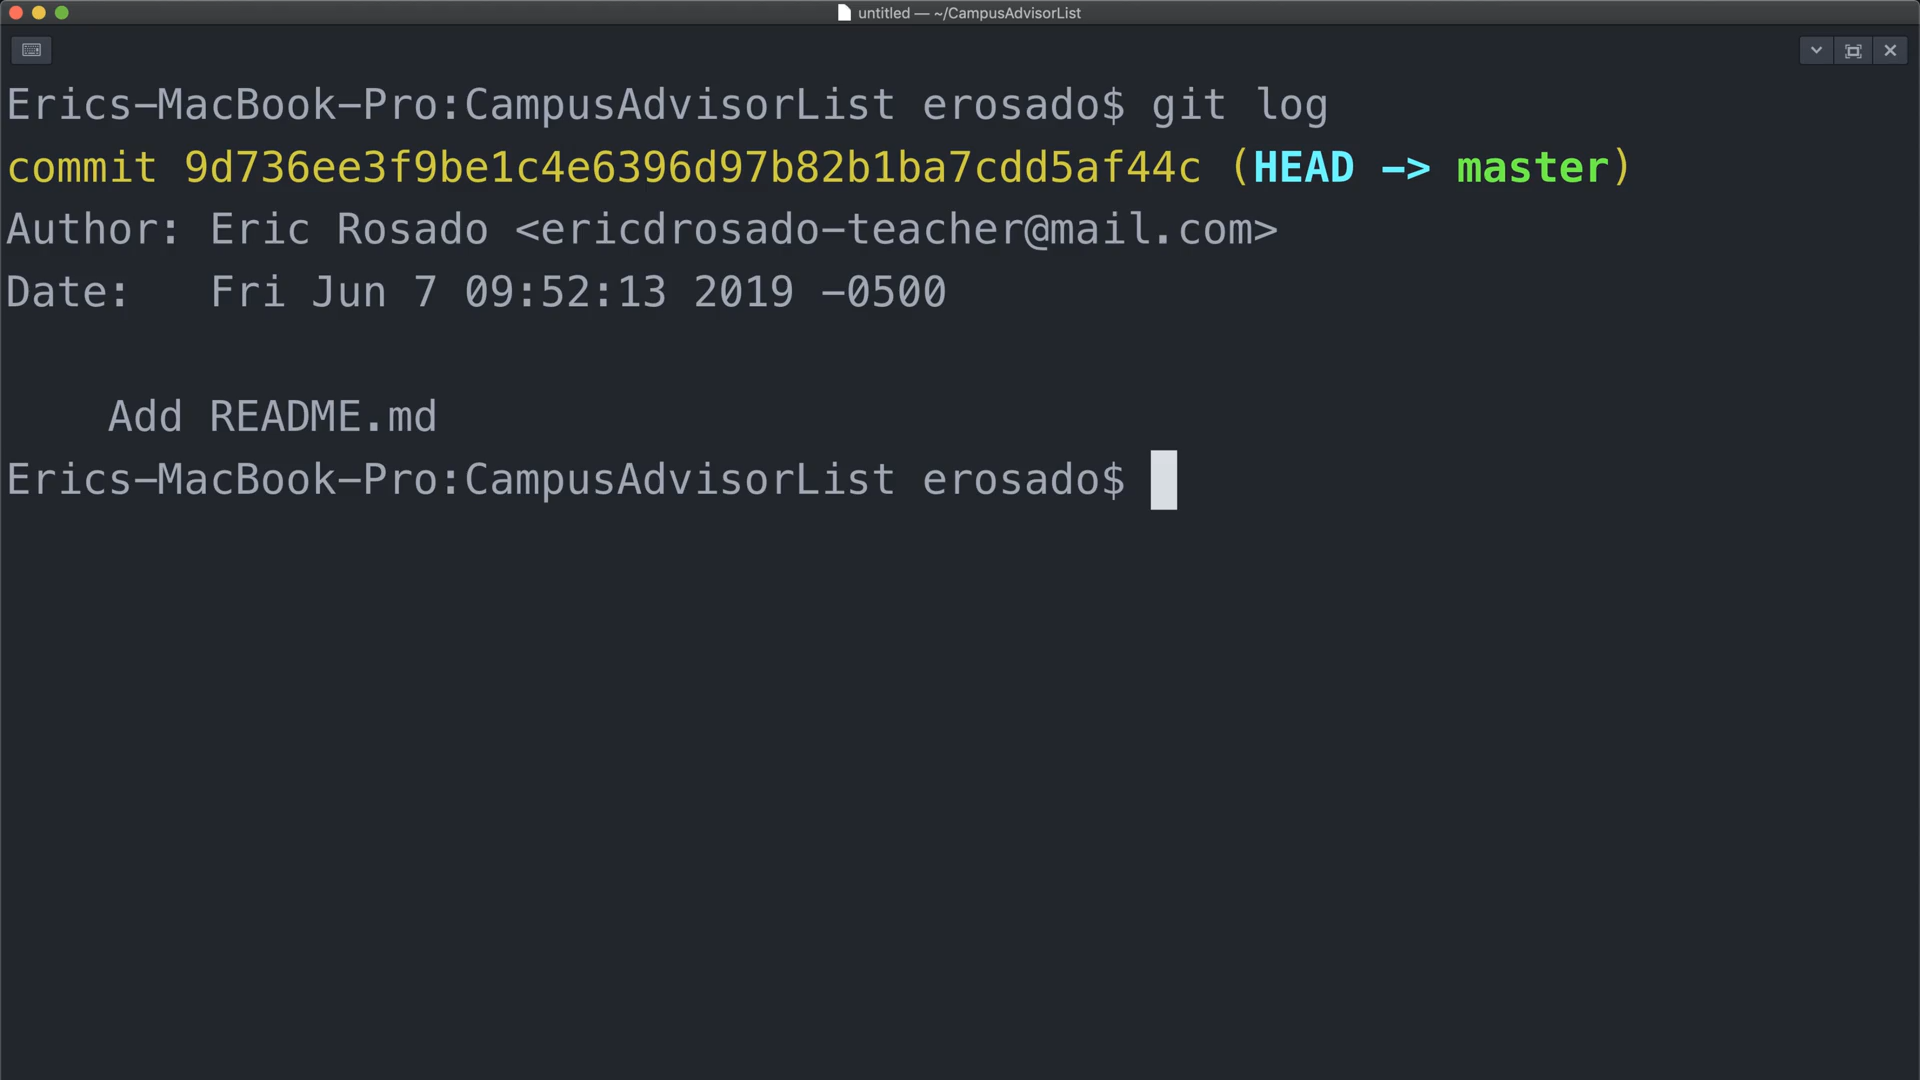 untitled — ~/CampusAdvisorList
Erics-MacBook-Pro:CampusAdvisorList erosado$ git log
commit 9d736ee3f9be1c4e6396d97b82b1ba7cdd5af44c (HEAD -> master)
Author: Eric Rosado <ericdrosado-teacher@mail.com>
Date:   Fri Jun 7 09:52:13 2019 -0500
    Add README.md
Erics-MacBook-Pro:CampusAdvisorList erosado$